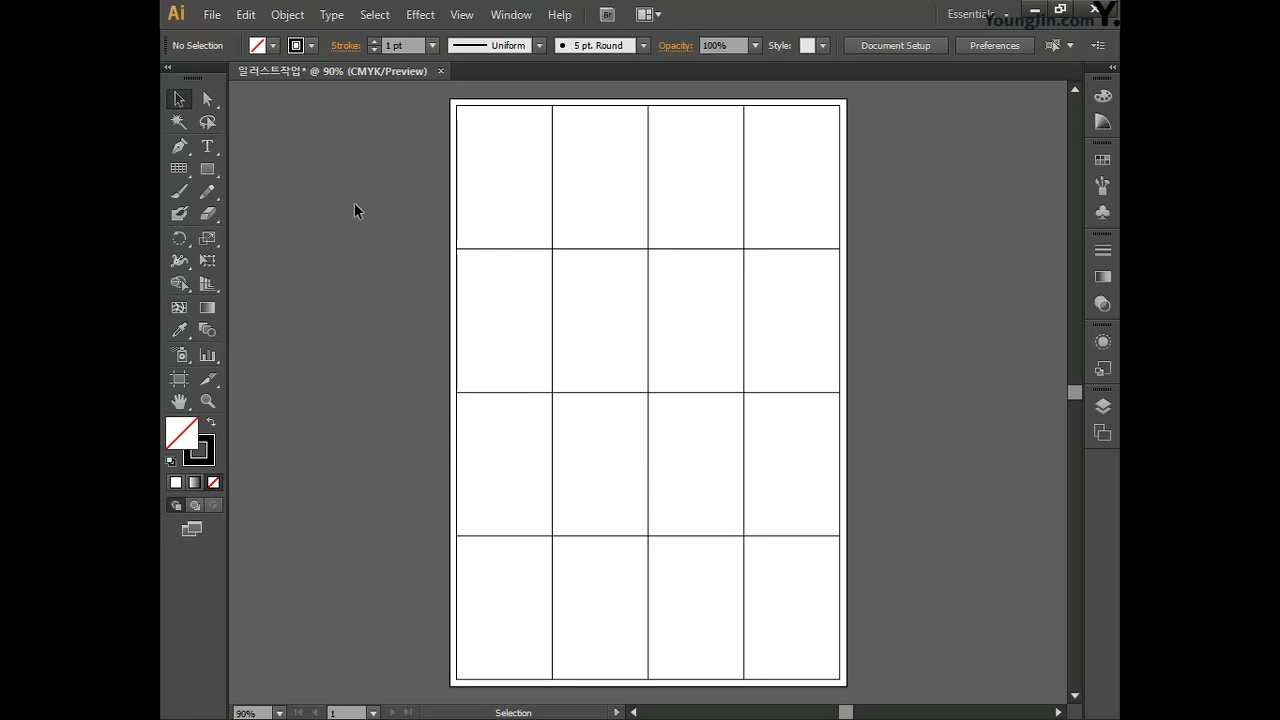 Ai File Edit Object Type Select Effect View Window Help Br Essentials
YoungJin.com Y.
No Selection Stroke: 1 pt Uniform 5 pt. Round Opacity: 100% Style: Document Setup Preferences
일러스트작업* @ 90% (CMYK/Preview) ×
T
90% 1 Selection